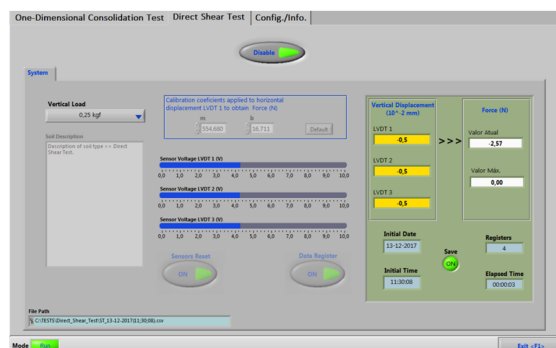 One-Dimensional Consolidation Test Direct Shear Test Config./Info.
Disable
System
Vertical Load
0,25 kgf
Soil Description
Description of soil type << Direct
Shear Test.
Calibration coeficients applied to horizontal
displacement LVDT 1 to obtain Force (N)
m b
554,680 16,711 Default
Sensor Voltage LVDT 1 (V)
0,0 1,0 2,0 3,0 4,0 5,0 6,0 7,0 8,0 9,0 10,0
Sensor Voltage LVDT 2 (V)
0,0 1,0 2,0 3,0 4,0 5,0 6,0 7,0 8,0 9,0 10,0
Sensor Voltage LVDT 3 (V)
0,0 1,0 2,0 3,0 4,0 5,0 6,0 7,0 8,0 9,0 10,0
Sensors Reset
ON
Data Register
ON
Vertical Displacement
(10^-2 mm)
LVDT 1
-0,5
LVDT 2
-0,5
LVDT 3
-0,5
>>>
Force (N)
Valor Atual
-2,57
Valor Máx.
0,00
Initial Date
13-12-2017
Initial Time
11:30:08
Save
ON
Registers
4
Elapsed Time
00:00:03
File Path
C:\TESTS\Direct_Shear_Test\ST_13-12-2017(11;30;08).csv
Mode Run
Exit <F1>